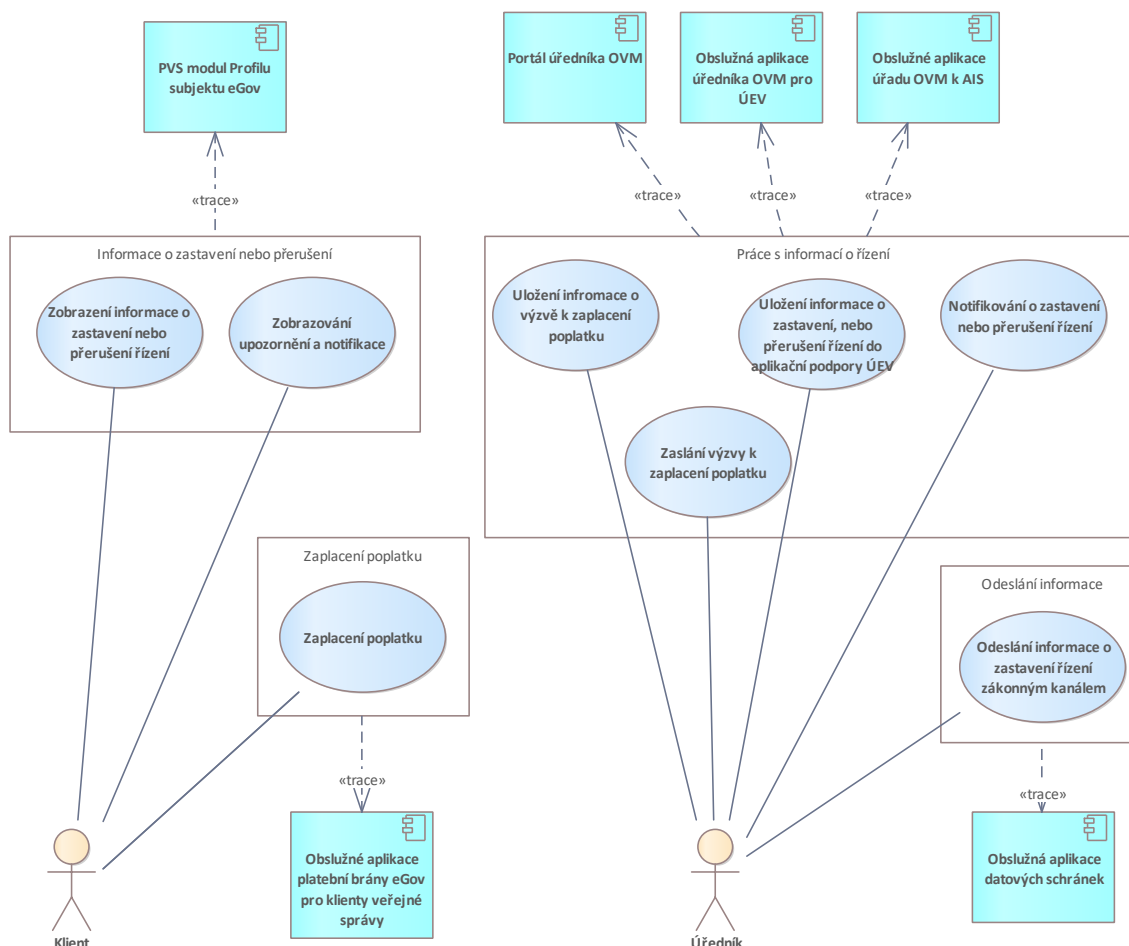 PVS modul Profilu
subjektu eGov
Portál úředníka OVM
Obslužná aplikace
úředníka OVM pro
ÚEV
Obslužné aplikace
úřadu OVM k AIS
«trace»
«trace»
«trace»
«trace»
Informace o zastavení nebo přerušení
Zobrazení informace o
zastavení nebo
přerušení řízení
Zobrazování
upozornění a notifikace
Práce s informací o řízení
Uložení infromace o
výzvě k zaplacení
poplatku
Uložení informace o
zastavení, nebo
přerušení řízení do
aplikační podpory ÚEV
Notifikování o zastavení
nebo přerušení řízení
Zaslání výzvy k
zaplacení poplatku
Zaplacení poplatku
Zaplacení poplatku
Odeslání informace
Odeslání informace o
zastavení řízení
zákonným kanálem
«trace»
«trace»
Obslužné aplikace
platební brány eGov
pro klienty veřejné
správy
Obslužná aplikace
datových schránek
Klient
Úředník